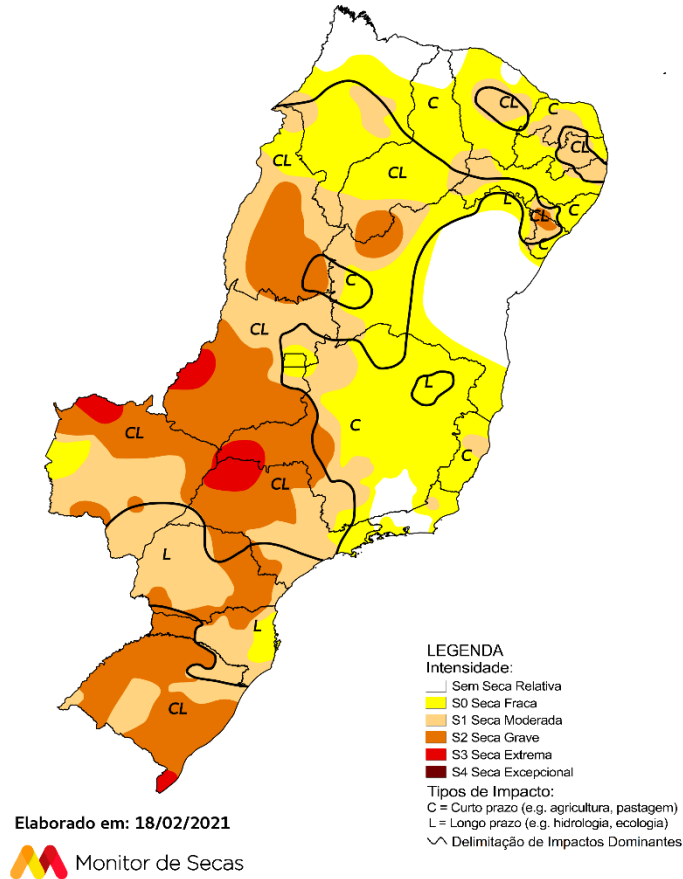 C
CL
C
CL
CL
CL
L
C
CL
C
C
CL
L
CL
C
C
CL
L
L
CL
LEGENDA
Intensidade:
Sem Seca Relativa
S0 Seca Fraca
S1 Seca Moderada
S2 Seca Grave
S3 Seca Extrema
S4 Seca Excepcional
Tipos de Impacto:
C = Curto prazo (e.g. agricultura, pastagem)
L = Longo prazo (e.g. hidrologia, ecologia)
Delimitação de Impactos Dominantes
Elaborado em: 18/02/2021
Monitor de Secas